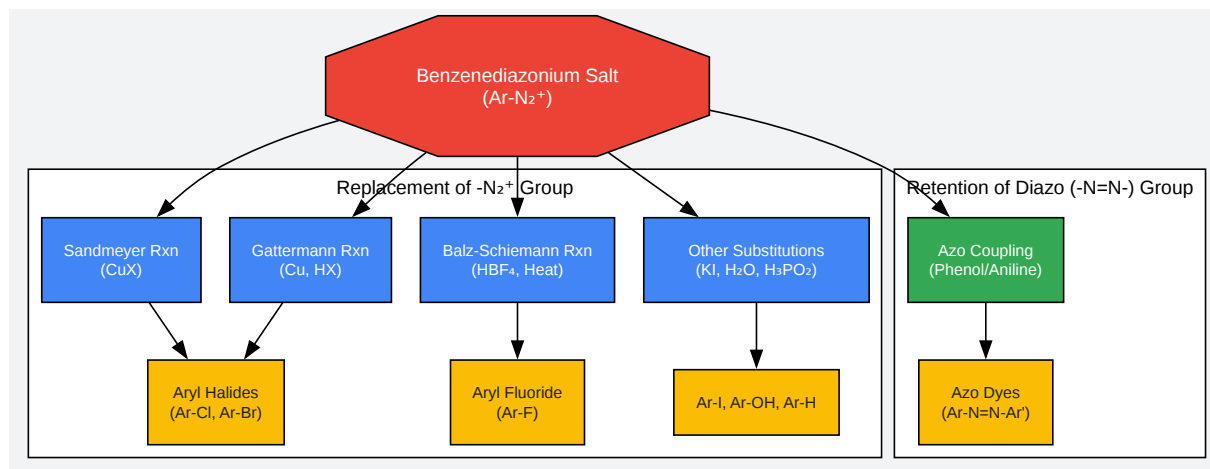 Benzenediazonium Salt
(Ar-N₂⁺)
Replacement of -N₂⁺ Group
Retention of Diazo (-N=N-) Group
Sandmeyer Rxn
(CuX)
Gattermann Rxn
(Cu, HX)
Balz-Schiemann Rxn
(HBF₄, Heat)
Other Substitutions
(KI, H₂O, H₃PO₂)
Azo Coupling
(Phenol/Aniline)
Aryl Halides
(Ar-Cl, Ar-Br)
Aryl Fluoride
(Ar-F)
Ar-I, Ar-OH, Ar-H
Azo Dyes
(Ar-N=N-Ar')